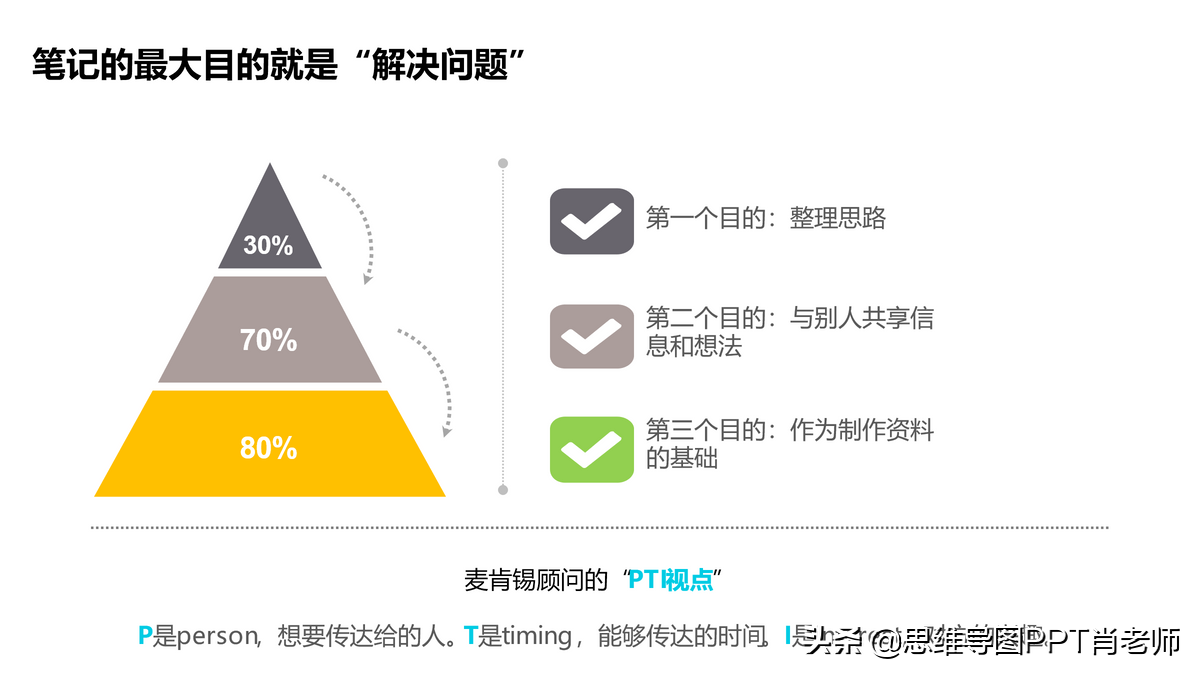 笔记的最大目的就是“解决问题”
30%
70%
80%
第一个目的：整理思路
第二个目的：与别人共享信
息和想法
第三个目的：作为制作资料
的基础
麦肯锡顾问的“PTI视点”
P是person，想要传达给的人。T是timing，能够传达的时间。I是
头条@思维导图PPT肖老师